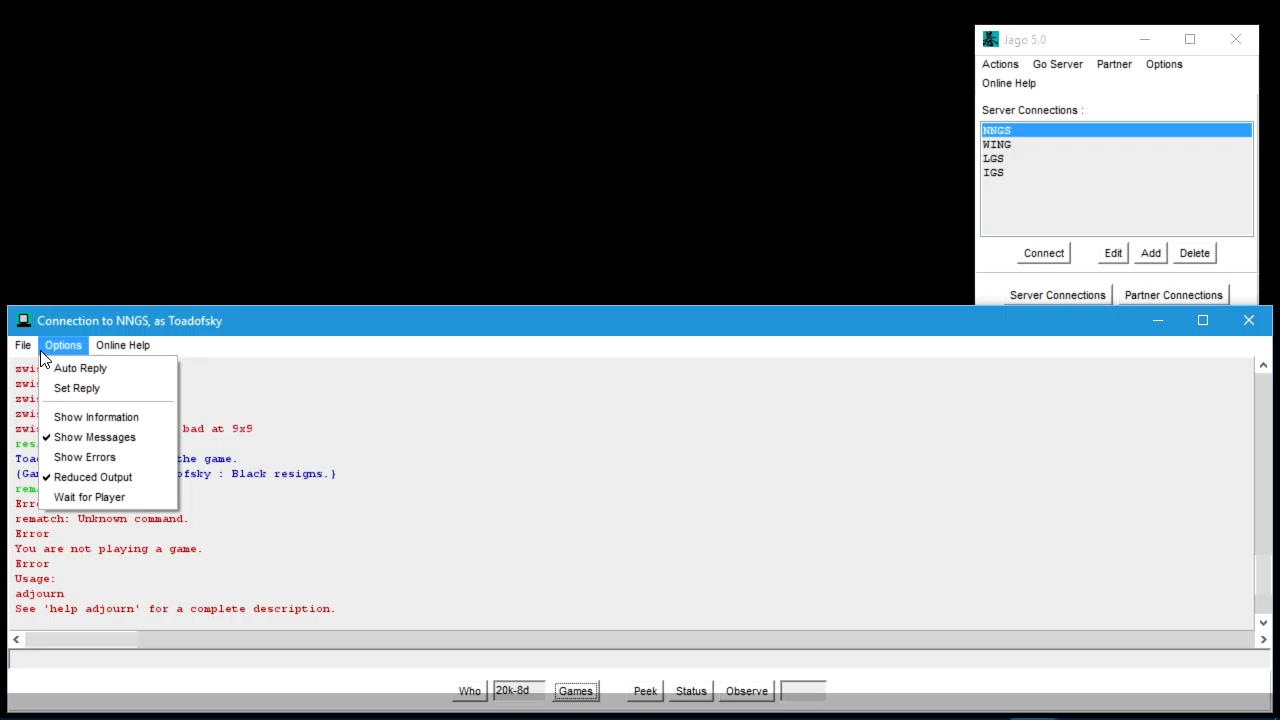 Jago 5.0
Actions Go Server Partner Options
Online Help
Server Connections :
NNGS
WING
LGS
IGS
Connect Edit Add Delete
Server Connections Partner Connections
Connection to NNGS, as Toadofsky
File Options Online Help
Auto Reply
Set Reply
Show Information
Show Messages
Show Errors
Reduced Output
Wait for Player
bad at 9x9
the game.
ofsky : Black resigns.}
rematch: Unknown command.
Error
You are not playing a game.
Error
Usage:
adjourn
See 'help adjourn' for a complete description.
Who 20k-8d Games Peek Status Observe